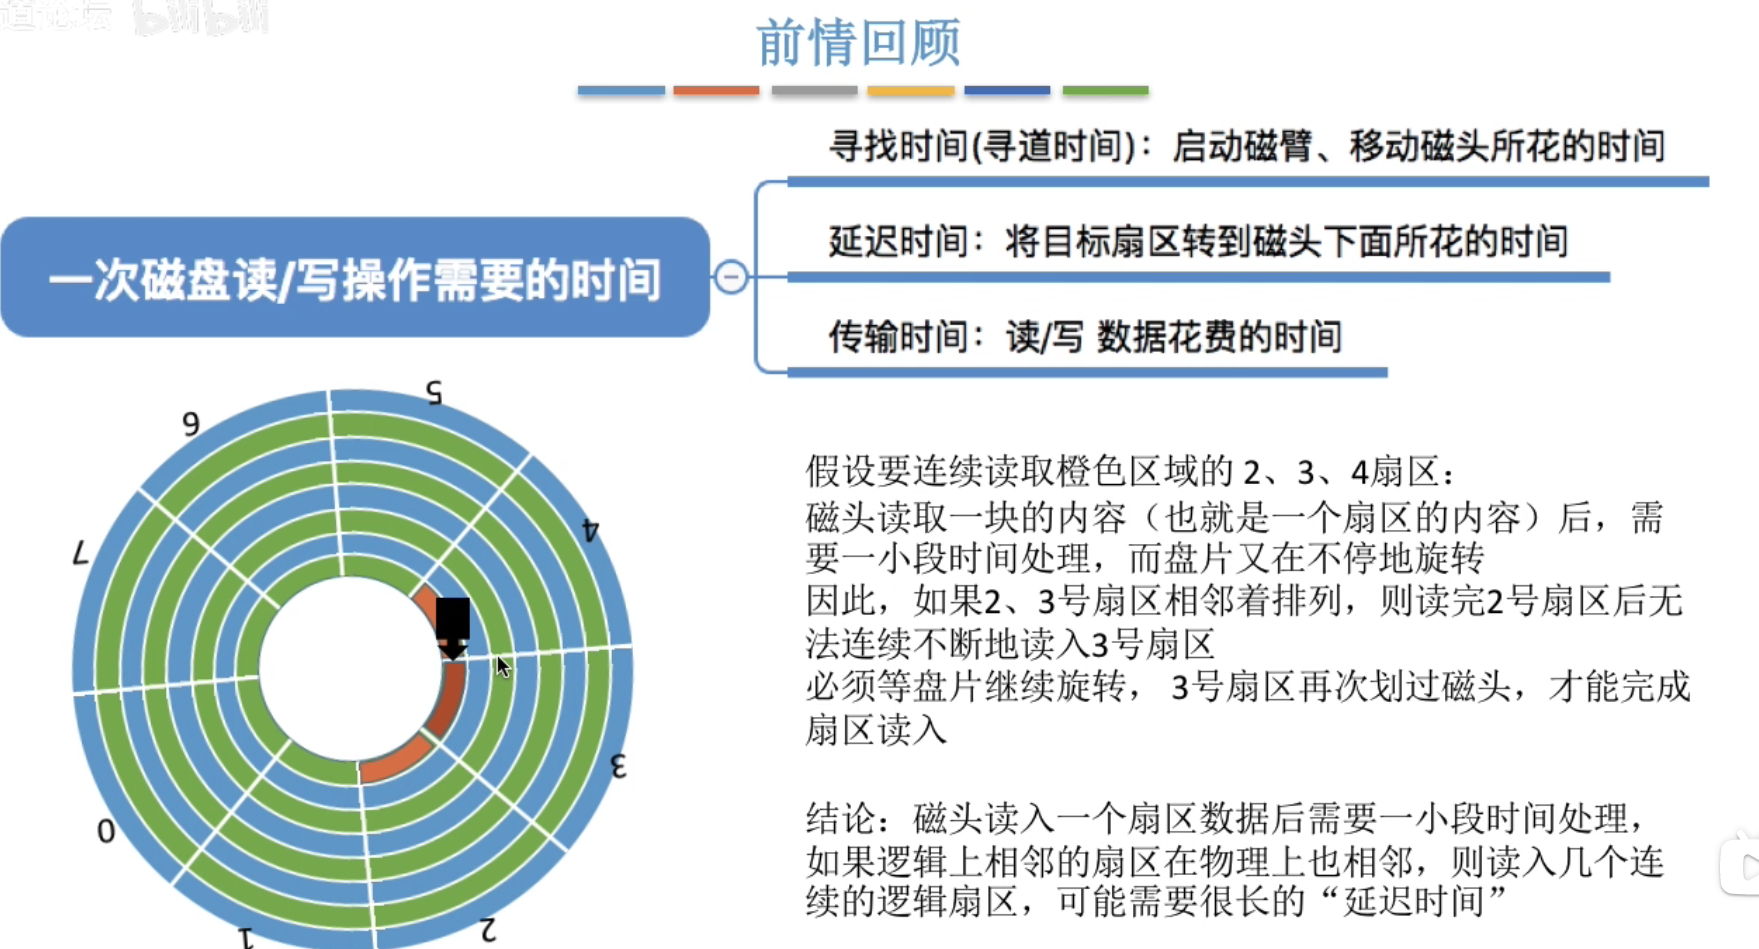 道论坛 bilibili
前情回顾
寻找时间(寻道时间)：启动磁臂、移动磁头所花的时间
延迟时间：将目标扇区转到磁头下面所花的时间
一次磁盘读/写操作需要的时间
传输时间：读/写 数据花费的时间
5
6
4
7
3
0
2
1
假设要连续读取橙色区域的 2、3、4扇区：
磁头读取一块的内容（也就是一个扇区的内容）后，需
要一小段时间处理，而盘片又在不停地旋转
因此，如果2、3号扇区相邻着排列，则读完2号扇区后无
法连续不断地读入3号扇区
必须等盘片继续旋转， 3号扇区再次划过磁头，才能完成
扇区读入
结论：磁头读入一个扇区数据后需要一小段时间处理，
如果逻辑上相邻的扇区在物理上也相邻，则读入几个连
续的逻辑扇区，可能需要很长的“延迟时间”